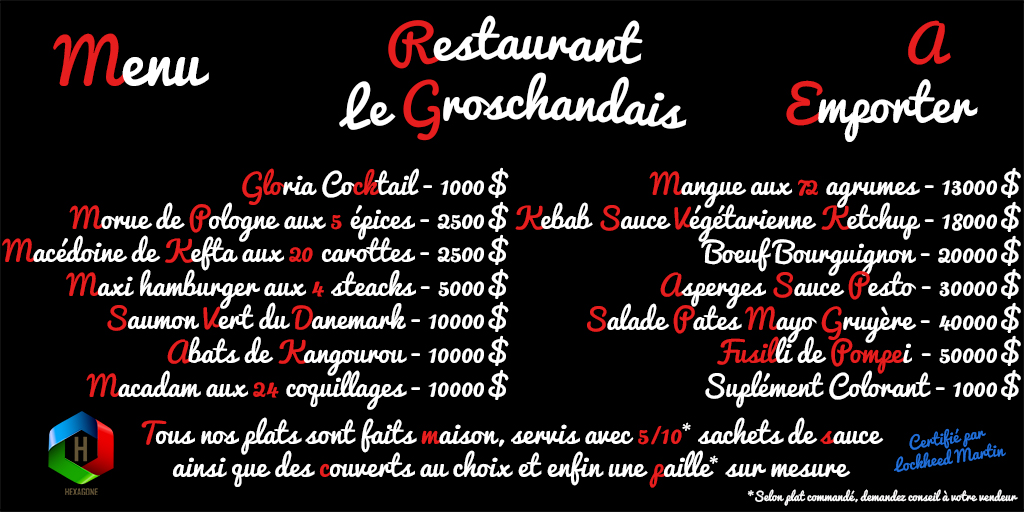 Menu
Restaurant
le Groschandais
A
Emporter
Gloria Cocktail - 1000 $
Morue de Pologne aux 5 épices - 2500 $
Macédoine de Kefta aux 20 carottes - 2500 $
Maxi hamburger aux 4 steacks - 5000 $
Saumon Vert du Danemark - 10000 $
Abats de Kangourou - 10000 $
Macadam aux 24 coquillages - 10000 $
Mangue aux 72 agrumes - 13000 $
Kebab Sauce Végétarienne Ketchup - 18000 $
Boeuf Bourguignon - 20000 $
Asperges Sauce Pesto - 30000 $
Salade Pates Mayo Gruyère - 40000 $
Fusilli de Pompei - 50000 $
Suplément Colorant - 1000 $
H
HEXAGONE
Tous nos plats sont faits maison, servis avec 5/10* sachets de sauce
ainsi que des couverts au choix et enfin une paille* sur mesure
Certifié par
Lockheed Martin
* Selon plat commandé, demandez conseil à votre vendeur